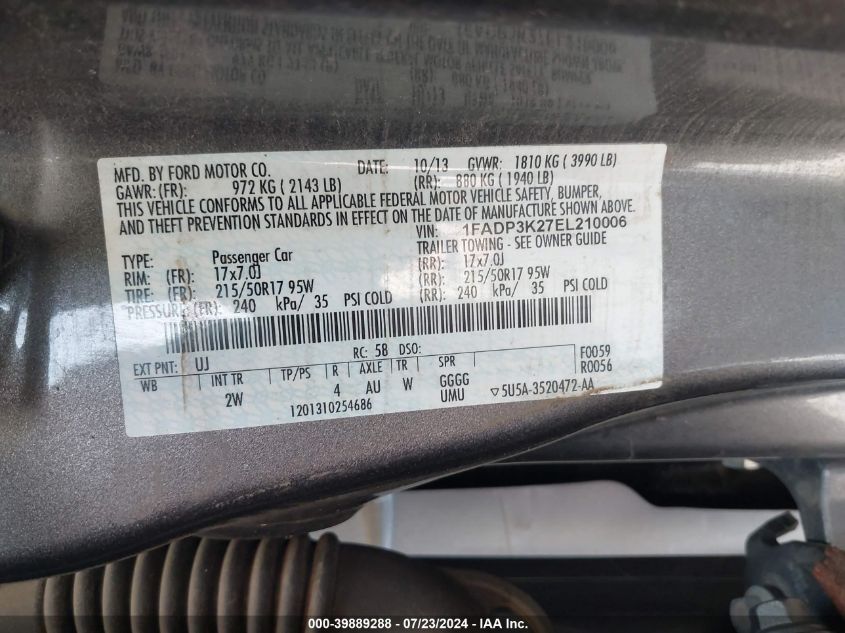 MFD. BY FORD MOTOR CO. DATE: 10/13 GVWR: 1810 KG ( 3990 LB)
GAWR: (FR): 972 KG ( 2143 LB) (RR): 880 KG ( 1940 LB)
THIS VEHICLE CONFORMS TO ALL APPLICABLE FEDERAL MOTOR VEHICLE SAFETY, BUMPER,
AND THEFT PREVENTION STANDARDS IN EFFECT ON THE DATE OF MANUFACTURE SHOWN ABOVE.
VIN: 1FADP3K27EL210006
TYPE: Passenger Car TRAILER TOWING - SEE OWNER GUIDE
RIM: (FR): 17x7.0J (RR): 17x7.0J
TIRE: (FR): 215/50R17 95W (RR): 215/50R17 95W
PRESSURE: (FR): 240 kPa/ 35 PSI COLD (RR): 240 kPa/ 35 PSI COLD
EXT PNT: UJ RC: 58 DSO: F0059
WB INT TR TP/PS R AXLE TR SPR R0056
2W 4 AU W GGGG
UMU
1201310254686 ▽5U5A-3520472-AA
000-39889288 - 07/23/2024 - IAA Inc.